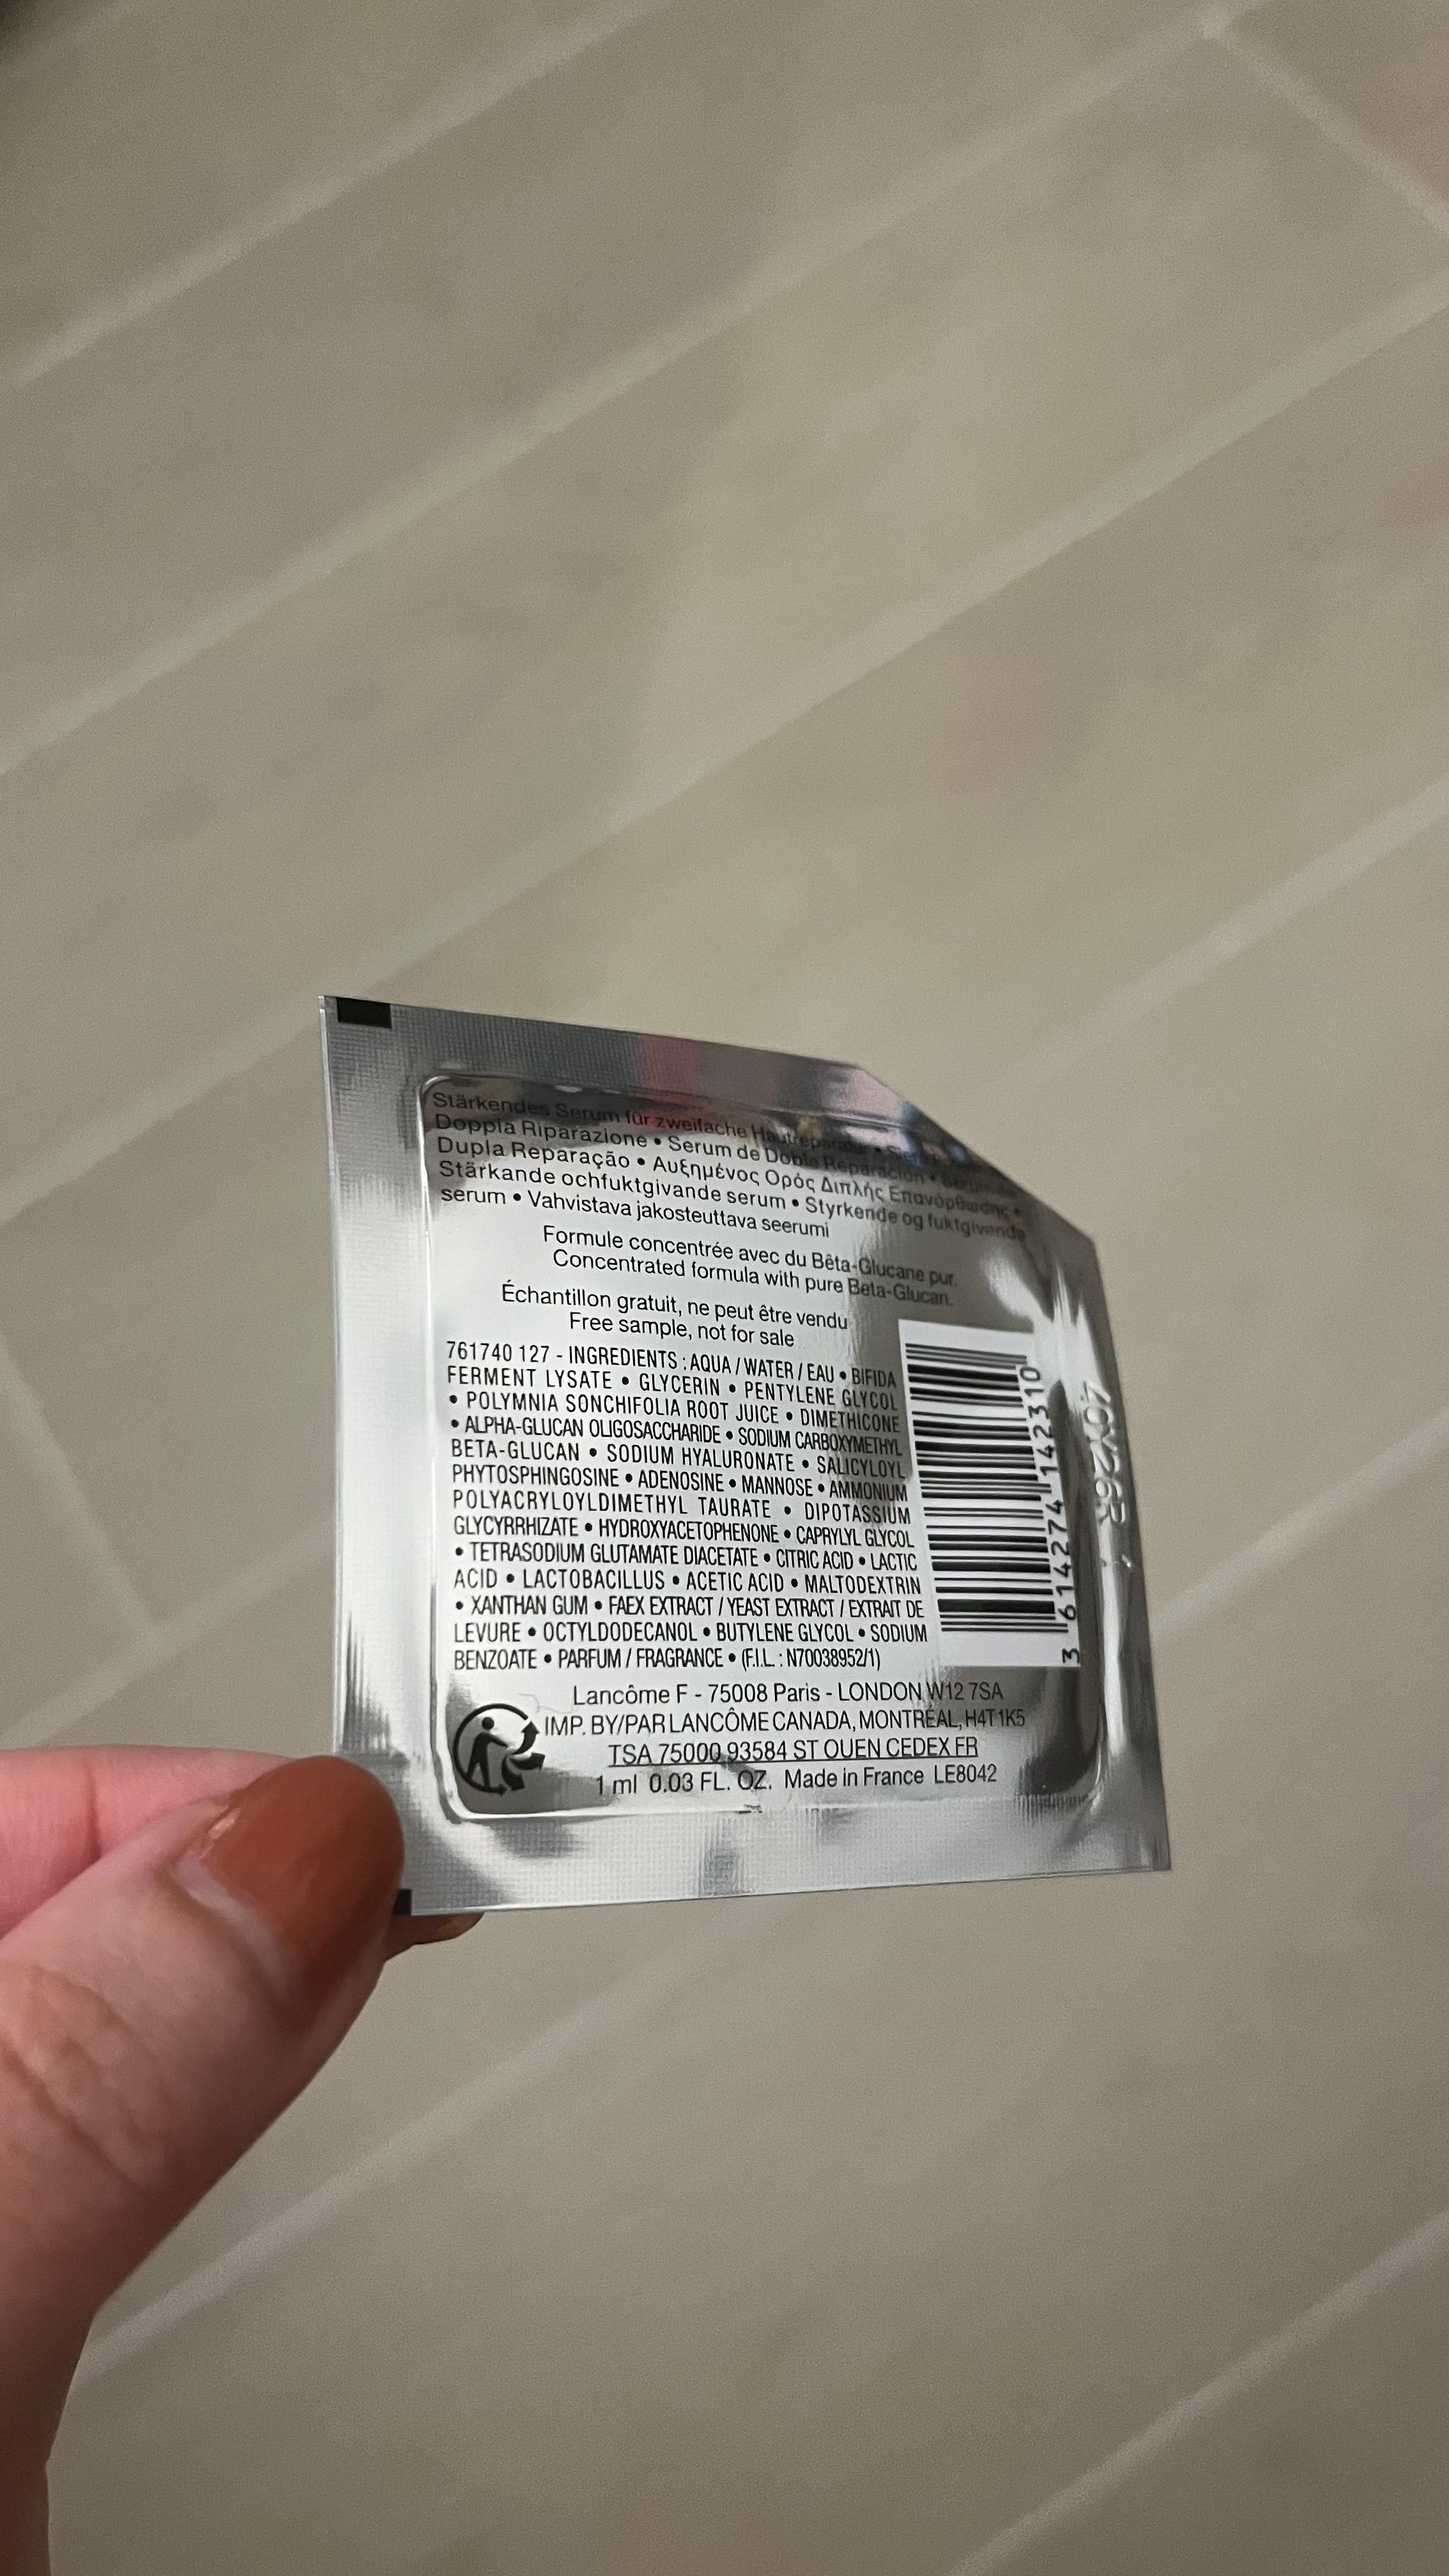 Stärkendes Serum für zweifache Hautreparatur •
Doppia Riparazione • Serum de Doble Reparación •
Dupla Reparação • Αυξημένος Ορός Διπλής Επανόρθωσης •
Stärkande ochfuktgivande serum • Styrkende og fuktgivende
serum • Vahvistava jakosteuttava seerumi
Formule concentrée avec du Bêta-Glucane pur.
Concentrated formula with pure Beta-Glucan.
Échantillon gratuit, ne peut être vendu
Free sample, not for sale
761740 127 - INGREDIENTS : AQUA / WATER / EAU • BIFIDA
FERMENT LYSATE • GLYCERIN • PENTYLENE GLYCOL
• POLYMNIA SONCHIFOLIA ROOT JUICE • DIMETHICONE
• ALPHA-GLUCAN OLIGOSACCHARIDE • SODIUM CARBOXYMETHYL
BETA-GLUCAN • SODIUM HYALURONATE • SALICYLOYL
PHYTOSPHINGOSINE • ADENOSINE • MANNOSE • AMMONIUM
POLYACRYLOYLDIMETHYL TAURATE • DIPOTASSIUM
GLYCYRRHIZATE • HYDROXYACETOPHENONE • CAPRYLYL GLYCOL
• TETRASODIUM GLUTAMATE DIACETATE • CITRIC ACID • LACTIC
ACID • LACTOBACILLUS • ACETIC ACID • MALTODEXTRIN
• XANTHAN GUM • FAEX EXTRACT / YEAST EXTRACT / EXTRAIT DE
LEVURE • OCTYLDODECANOL • BUTYLENE GLYCOL • SODIUM
BENZOATE • PARFUM / FRAGRANCE • (F.I.L. : N70038952/1)
3 614274 142310
Lancôme F - 75008 Paris - LONDON W12 7SA
IMP. BY/PAR LANCÔME CANADA, MONTRÉAL, H4T 1K5
TSA 75000 93584 ST OUEN CEDEX FR
1 ml 0.03 FL. OZ. Made in France LE8042